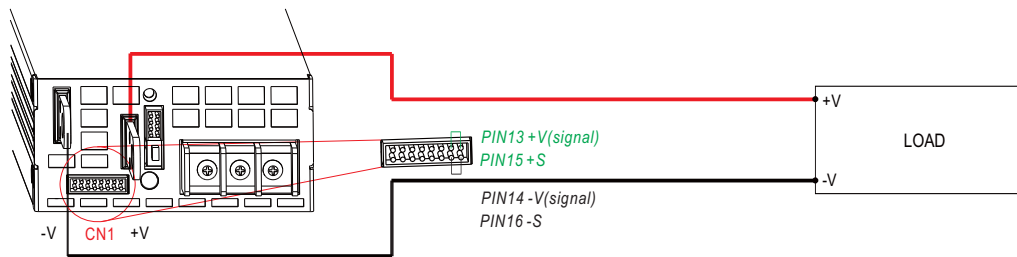 +V
PIN13 +V(signal)
PIN15 +S
LOAD
-V
PIN14 -V(signal)
PIN16 -S
-V CN1 +V